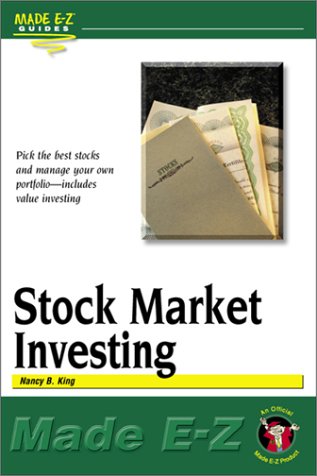 MADE E-Z
GUIDES
Pick the best stocks
and manage your own
portfolio—includes
value investing
STOCKS
Stock Market
Investing
Nancy B. King
Made E-Z
An Official
Made E-Z Product